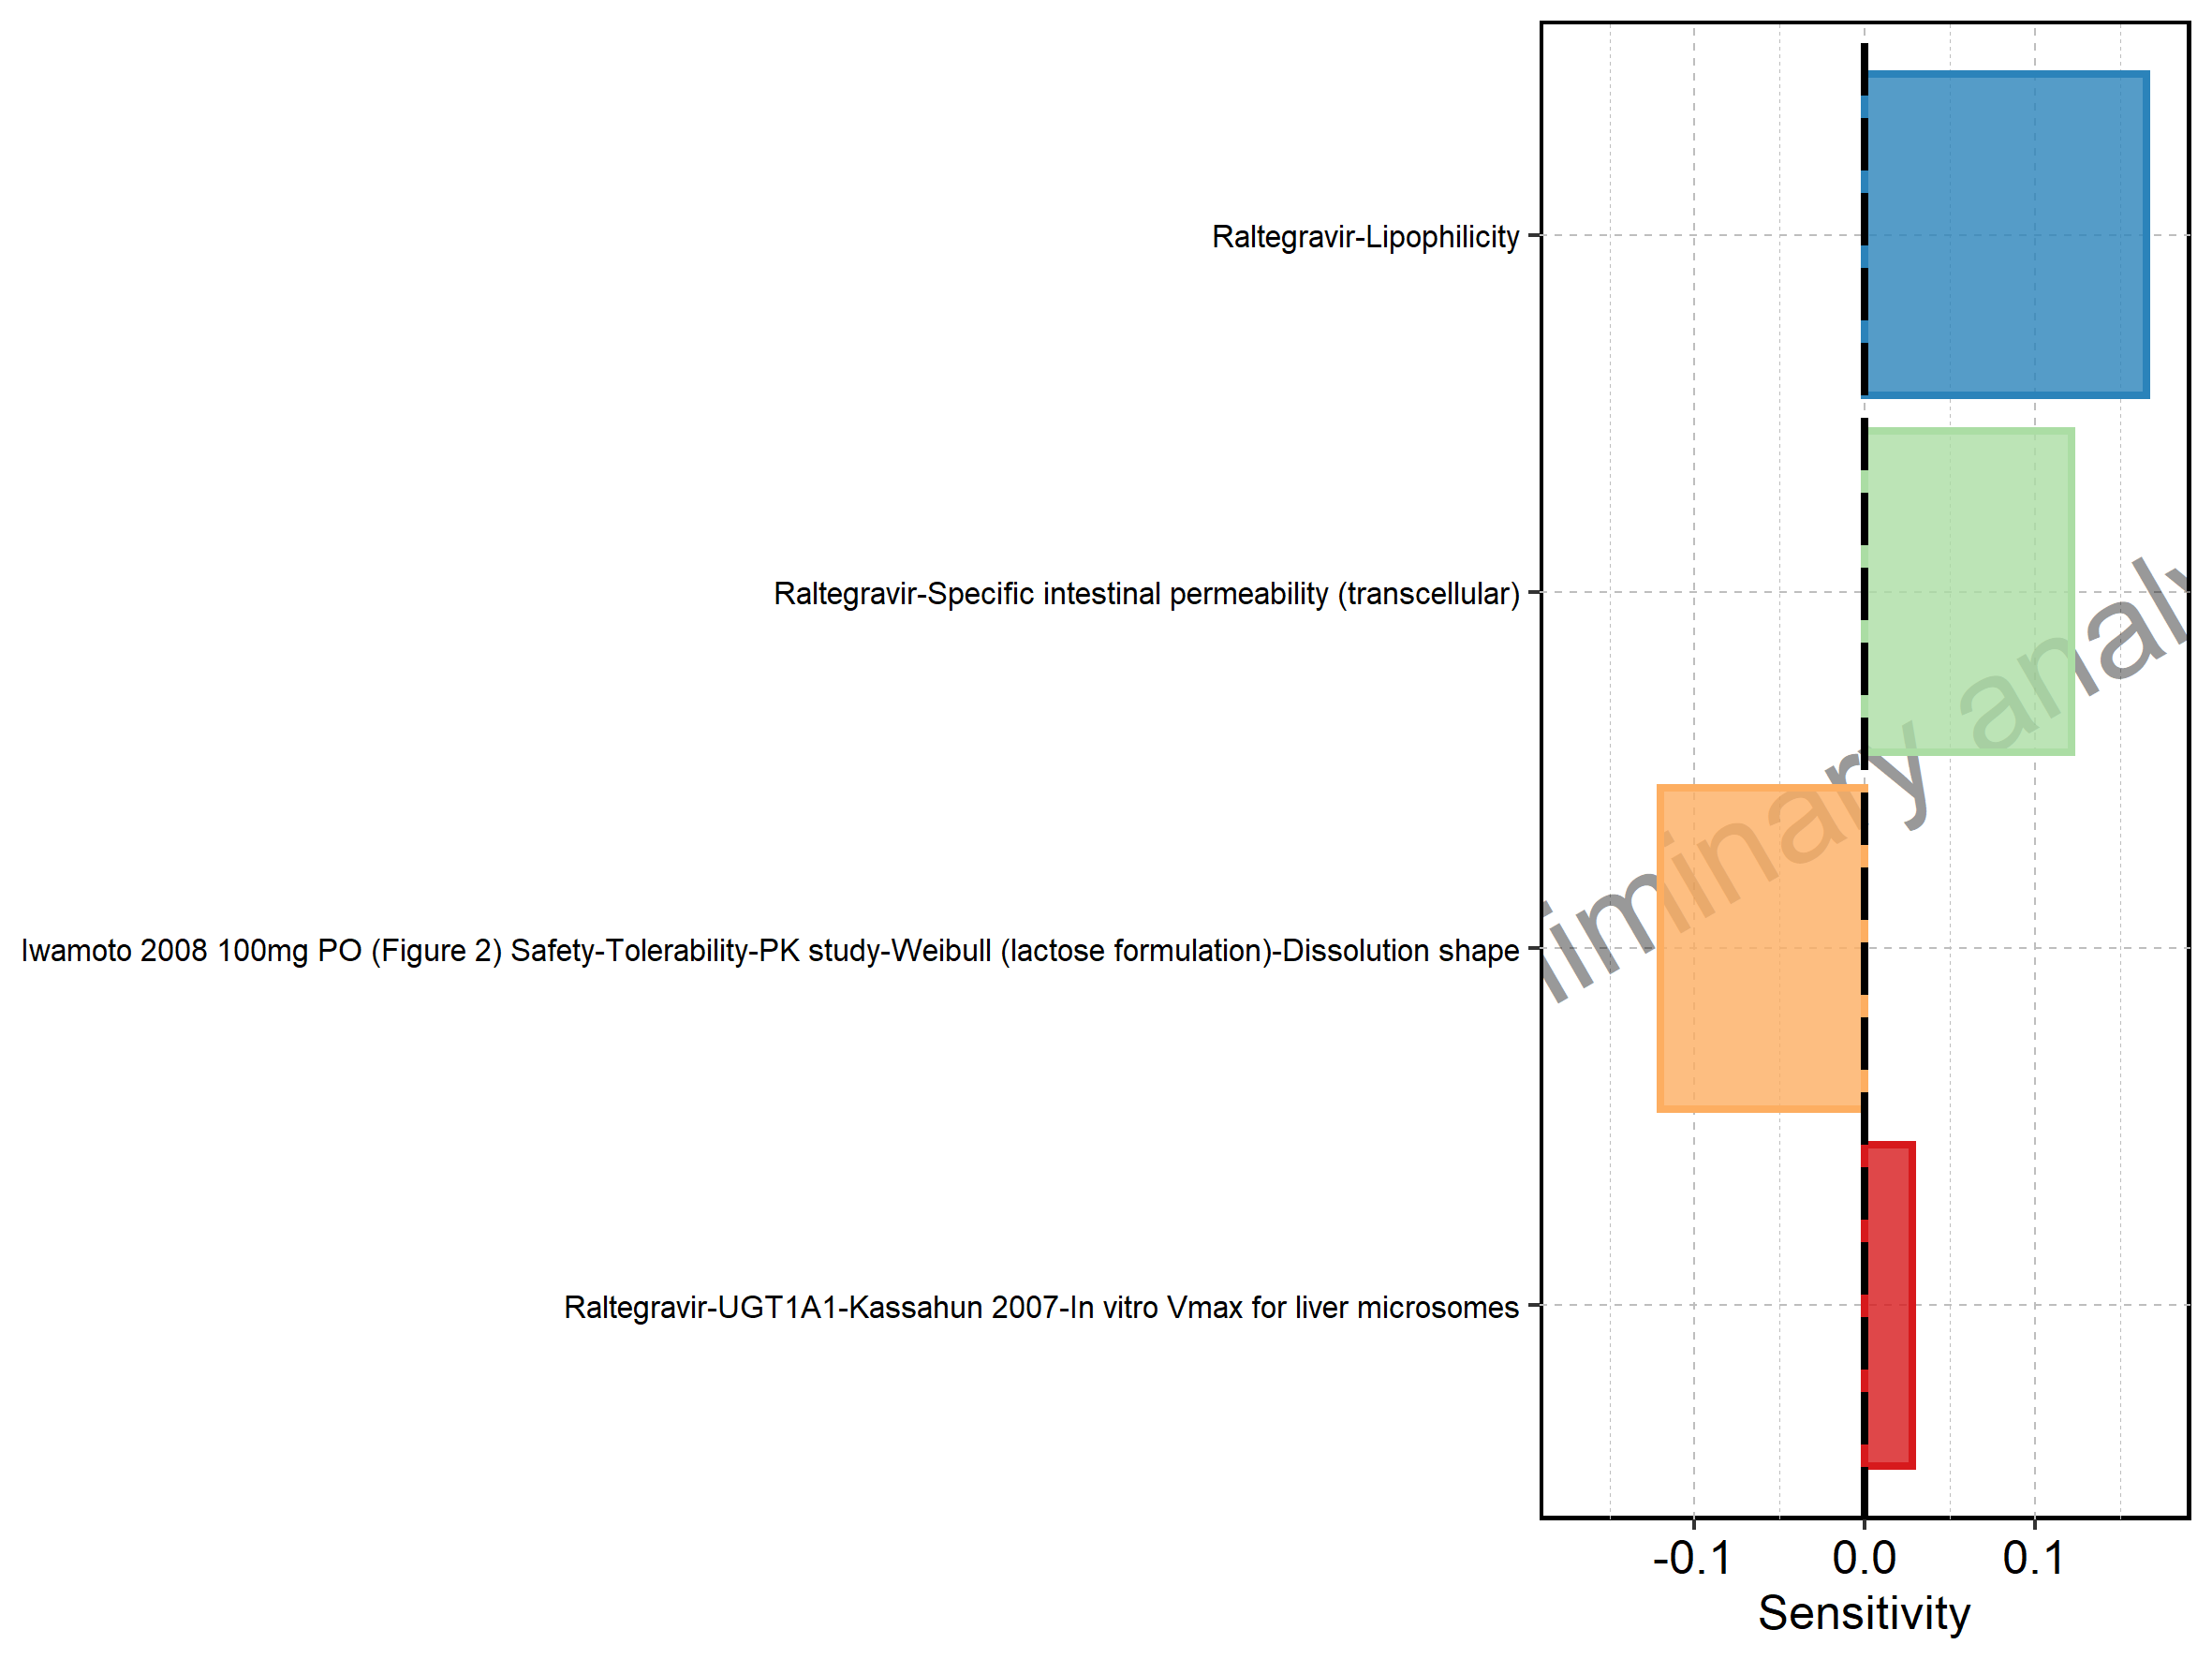 Raltegravir-Lipophilicity
Raltegravir-Specific intestinal permeability (transcellular)
Iwamoto 2008 100mg PO (Figure 2) Safety-Tolerability-PK study-Weibull (lactose formulation)-Dissolution shape
Raltegravir-UGT1A1-Kassahun 2007-In vitro Vmax for liver microsomes
iminary analy
-0.1 0.0 0.1
Sensitivity